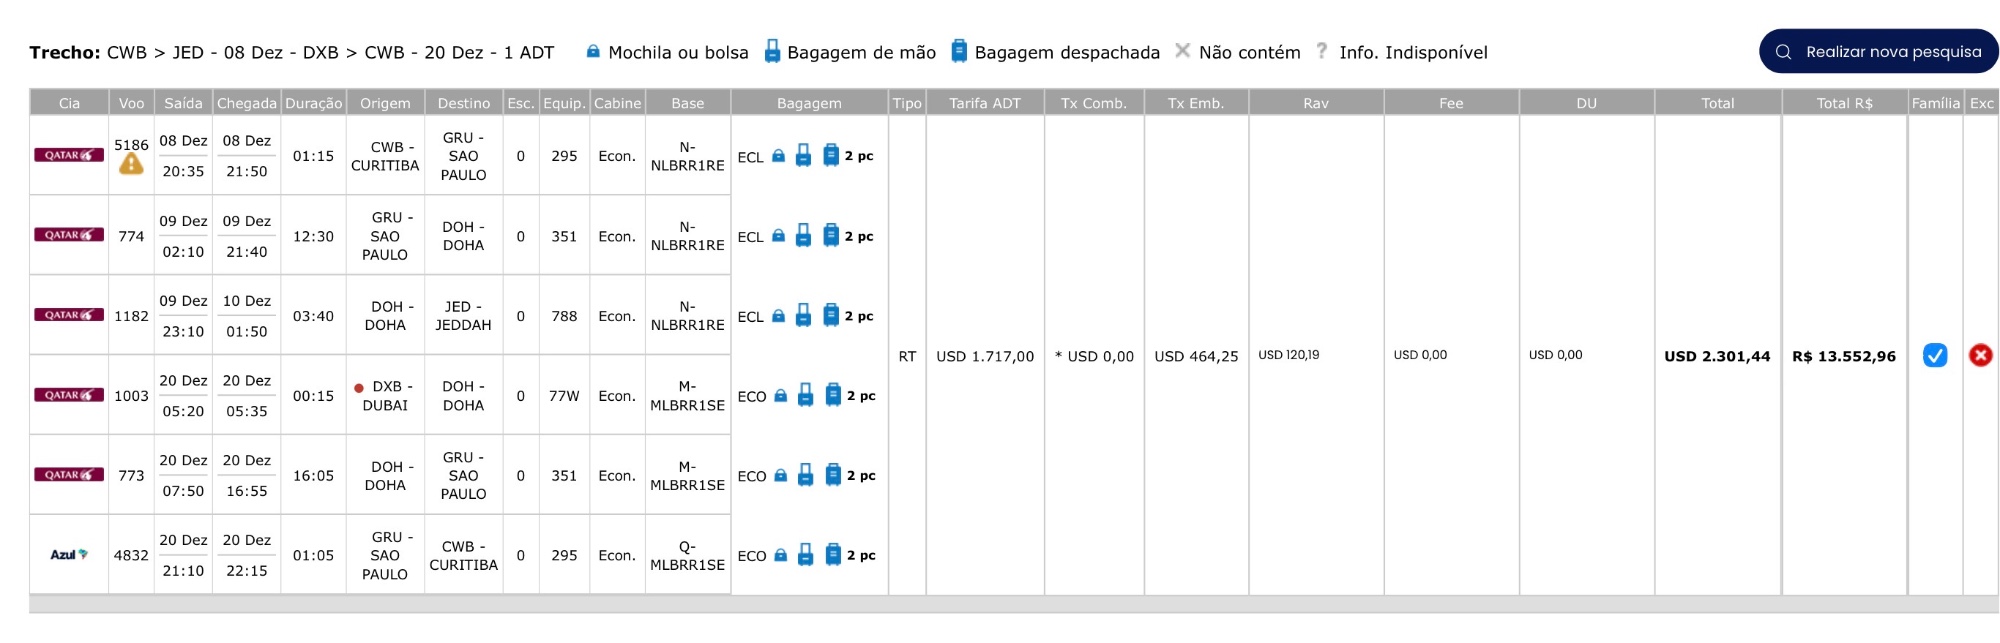 Trecho: CWB > JED - 08 Dez - DXB > CWB - 20 Dez - 1 ADT Mochila ou bolsa Bagagem de mão Bagagem despachada Não contém ? Info. Indisponível Realizar nova pesquisa
Cia Voo Saída Chegada Duração Origem Destino Esc. Equip. Cabine Base Bagagem Tipo Tarifa ADT Tx Comb. Tx Emb. Rav Fee DU Total Total R$ Família Exc
QATAR 5186 08 Dez 20:35 08 Dez 21:50 01:15 CWB - CURITIBA GRU - SAO PAULO 0 295 Econ. N-NLBRR1RE ECL 2 pc
QATAR 774 09 Dez 02:10 09 Dez 21:40 12:30 GRU - SAO PAULO DOH - DOHA 0 351 Econ. N-NLBRR1RE ECL 2 pc
QATAR 1182 09 Dez 23:10 10 Dez 01:50 03:40 DOH - DOHA JED - JEDDAH 0 788 Econ. N-NLBRR1RE ECL 2 pc
RT USD 1.717,00 * USD 0,00 USD 464,25 USD 120,19 USD 0,00 USD 0,00 USD 2.301,44 R$ 13.552,96
QATAR 1003 20 Dez 05:20 20 Dez 05:35 00:15 DXB - DUBAI DOH - DOHA 0 77W Econ. M-MLBRR1SE ECO 2 pc
QATAR 773 20 Dez 07:50 20 Dez 16:55 16:05 DOH - DOHA GRU - SAO PAULO 0 351 Econ. M-MLBRR1SE ECO 2 pc
Azul 4832 20 Dez 21:10 20 Dez 22:15 01:05 GRU - SAO PAULO CWB - CURITIBA 0 295 Econ. Q-MLBRR1SE ECO 2 pc